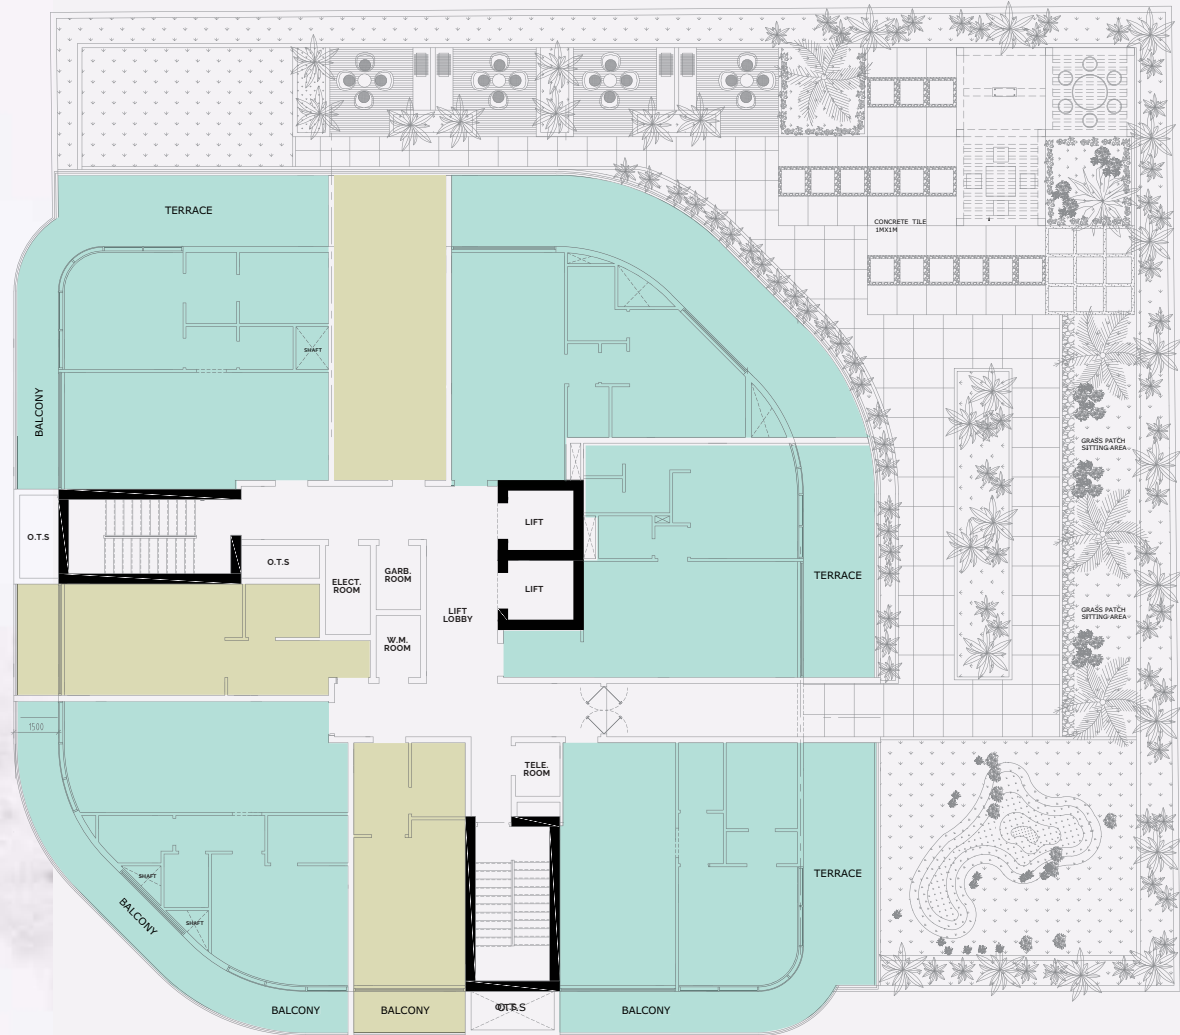 TERRACE
CONCRETE TILE
1MX1M
SHAFT
BALCONY
GRASS PATCH
SITTING AREA
LIFT
O.T.S
O.T.S
GARB.
ROOM
ELECT.
ROOM
LIFT
TERRACE
LIFT
LOBBY
GRASS PATCH
SITTING AREA
W.M.
ROOM
1500
TELE.
ROOM
TERRACE
SHAFT
BALCONY
SHAFT
BALCONY
BALCONY
O.T.S
BALCONY